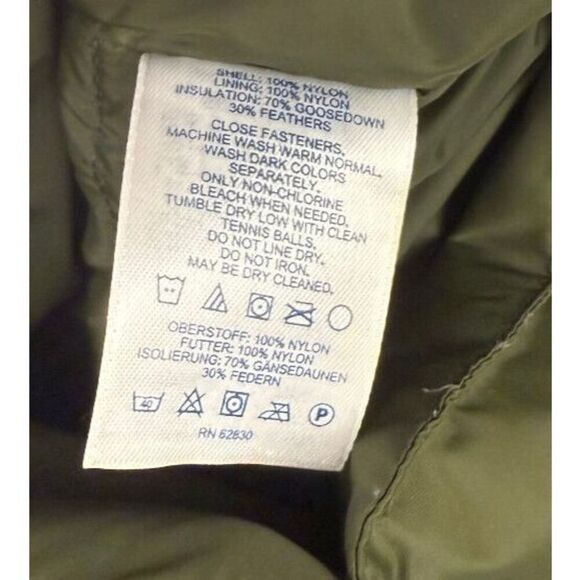 SHELL: 100% NYLON
LINING: 100% NYLON
INSULATION: 70% GOOSEDOWN
30% FEATHERS
CLOSE FASTENERS.
MACHINE WASH WARM NORMAL.
WASH DARK COLORS
SEPARATELY.
ONLY NON-CHLORINE
BLEACH WHEN NEEDED.
TUMBLE DRY LOW WITH CLEAN
TENNIS BALLS.
DO NOT LINE DRY.
DO NOT IRON.
MAY BE DRY CLEANED.
OBERSTOFF: 100% NYLON
FUTTER: 100% NYLON
ISOLIERUNG: 70% GÄNSEDAUNEN
30% FEDERN
40 P
RN 62830